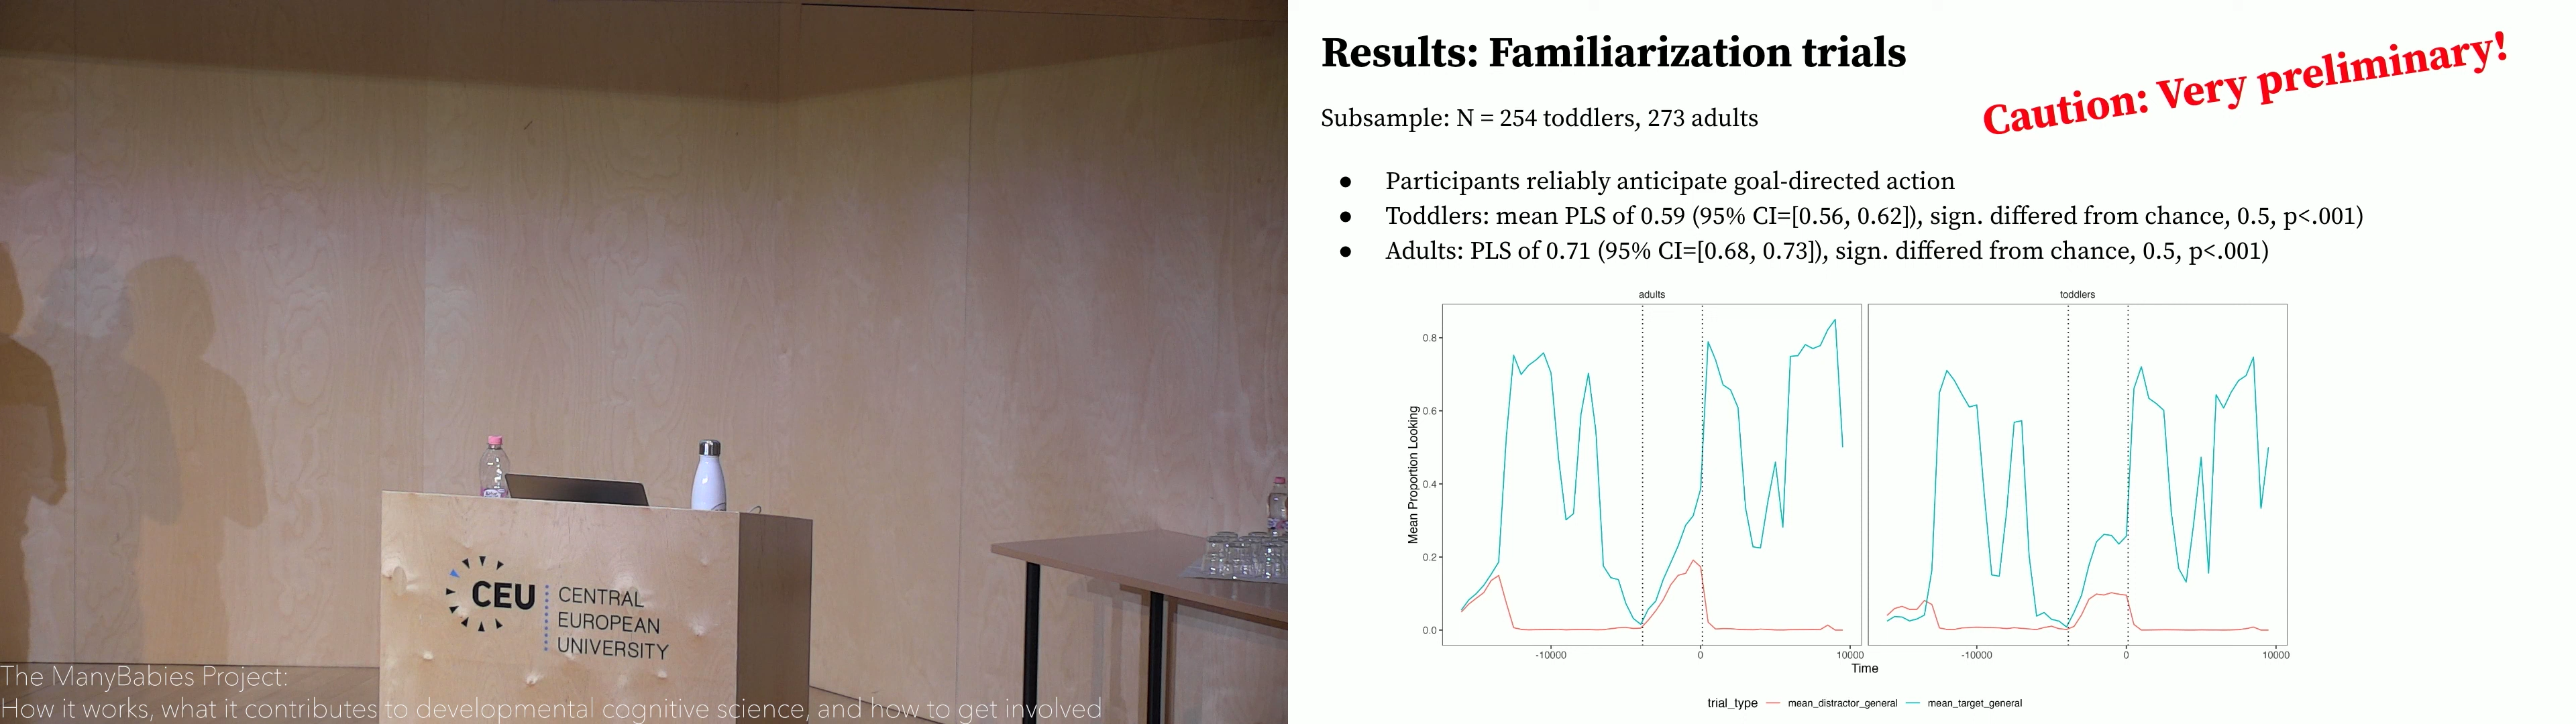 CEU
CENTRAL
EUROPEAN
UNIVERSITY
The ManyBabies Project:
How it works, what it contributes to developmental cognitive science, and how to get involved
Results: Familiarization trials
Caution: Very preliminary!
Subsample: N = 254 toddlers, 273 adults
● Participants reliably anticipate goal-directed action
● Toddlers: mean PLS of 0.59 (95% CI=[0.56, 0.62]), sign. differed from chance, 0.5, p<.001)
● Adults: PLS of 0.71 (95% CI=[0.68, 0.73]), sign. differed from chance, 0.5, p<.001)
adults
toddlers
Mean Proportion Looking
0.8
0.6
0.4
0.2
0.0
-10000 0 10000
-10000 0 10000
Time
trial_type mean_distractor_general mean_target_general